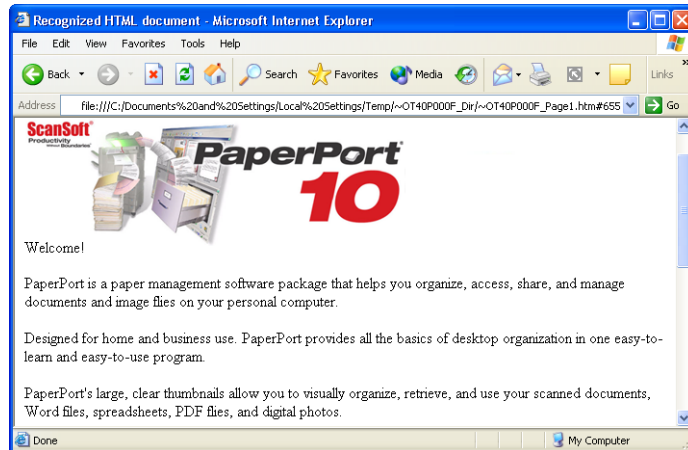 Recognized HTML document - Microsoft Internet Explorer
File Edit View Favorites Tools Help
Back Search Favorites Media Links
Address file:///C:/Documents%20and%20Settings/Local%20Settings/Temp/~OT40P000F_Dir/~OT40P000F_Page1.htm#655 Go
ScanSoft
Productivity
Without Boundaries
PaperPort
10
Welcome!
PaperPort is a paper management software package that helps you organize, access, share, and manage
documents and image flies on your personal computer.
Designed for home and business use. PaperPort provides all the basics of desktop organization in one easy-to-
learn and easy-to-use program.
PaperPort's large, clear thumbnails allow you to visually organize, retrieve, and use your scanned documents,
Word files, spreadsheets, PDF flies, and digital photos.
Done My Computer